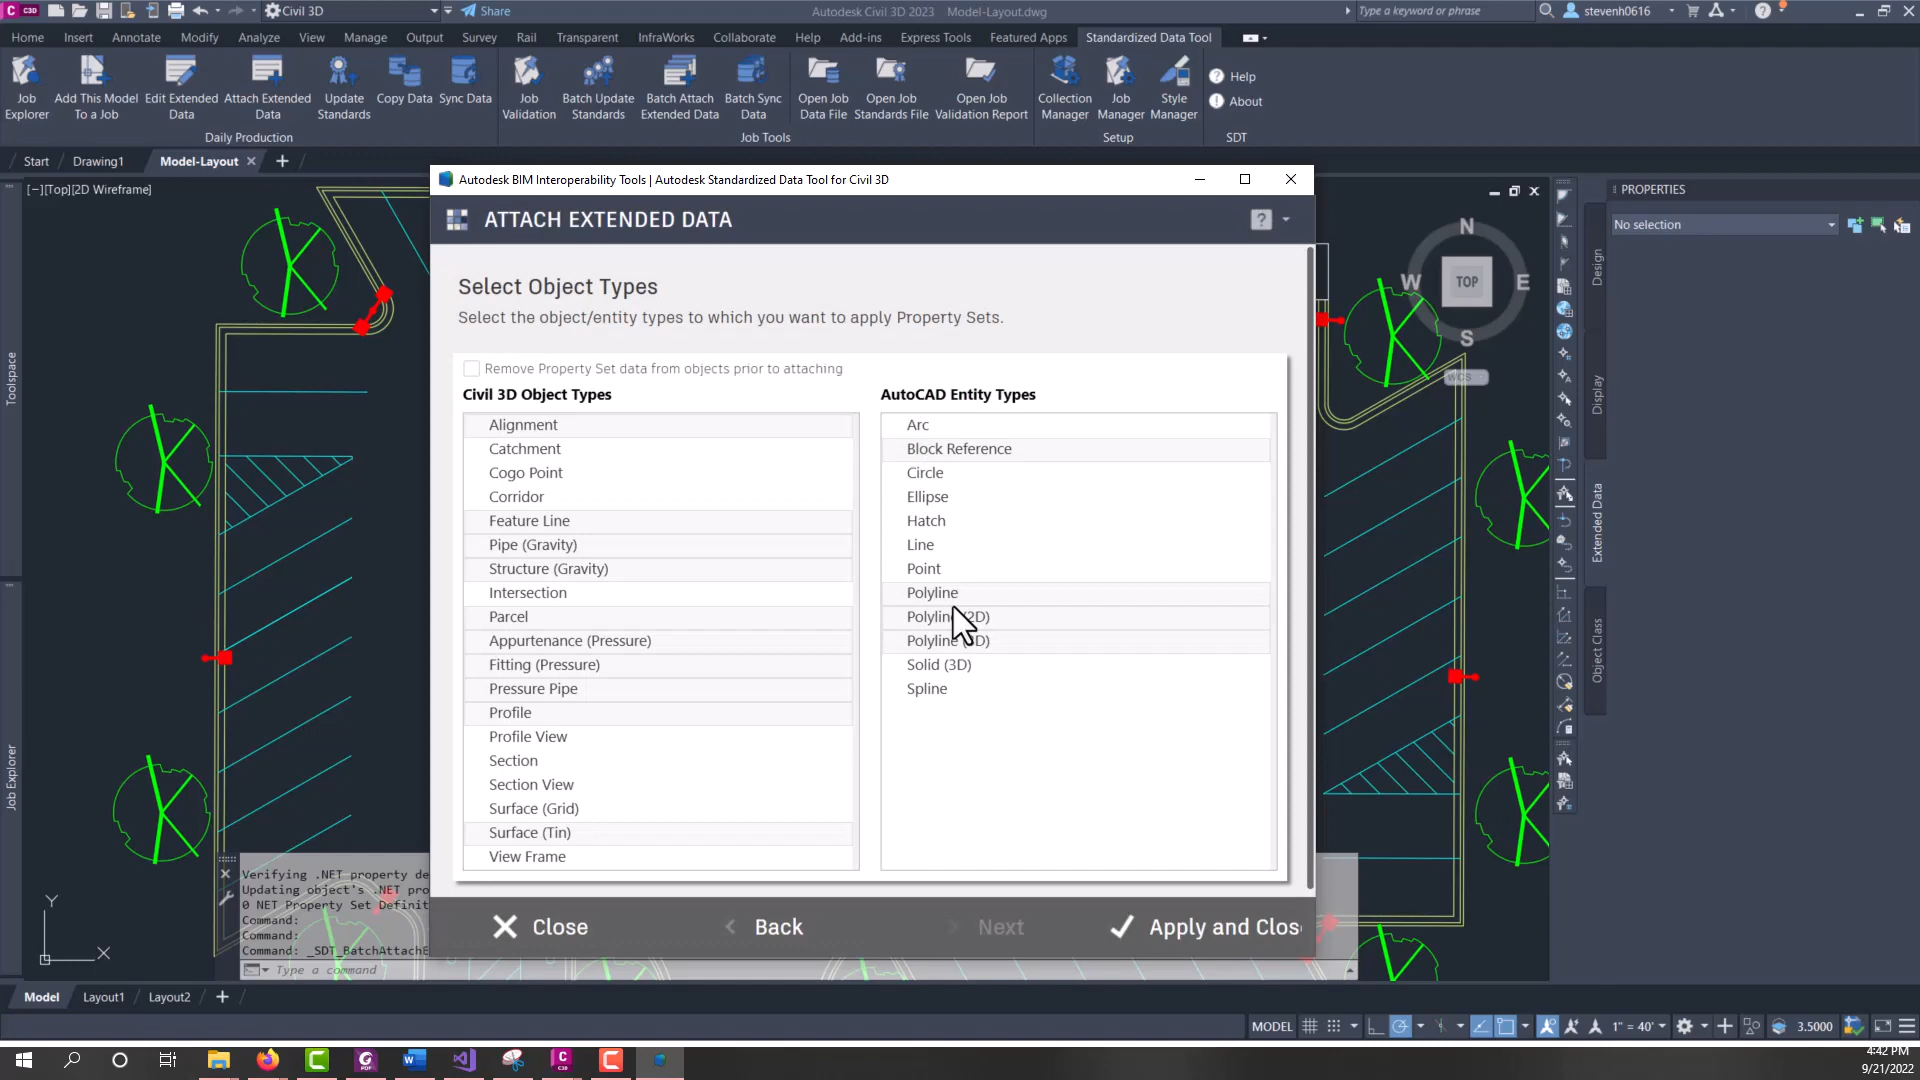 C3D
Civil 3D
Share
Autodesk Civil 3D 2023 Model-Layout.dwg
Type a keyword or phrase
stevenh0616
Home Insert Annotate Modify Analyze View Manage Output Survey Rail Transparent InfraWorks Collaborate Help Add-ins Express Tools Featured Apps Standardized Data Tool
Job Explorer
Add This Model To a Job
Edit Extended Data
Attach Extended Data
Update Standards
Copy Data
Sync Data
Job Validation
Batch Update Standards
Batch Attach Extended Data
Batch Sync Data
Open Job Data File
Open Job Standards File
Open Job Validation Report
Collection Manager
Job Manager
Style Manager
Help
About
Daily Production
Job Tools
Setup
SDT
Start
Drawing1
Model-Layout
[−][Top][2D Wireframe]
Autodesk BIM Interoperability Tools | Autodesk Standardized Data Tool for Civil 3D
PROPERTIES
No selection
ATTACH EXTENDED DATA
Select Object Types
Select the object/entity types to which you want to apply Property Sets.
Remove Property Set data from objects prior to attaching
Civil 3D Object Types
Alignment
Catchment
Cogo Point
Corridor
Feature Line
Pipe (Gravity)
Structure (Gravity)
Intersection
Parcel
Appurtenance (Pressure)
Fitting (Pressure)
Pressure Pipe
Profile
Profile View
Section
Section View
Surface (Grid)
Surface (Tin)
View Frame
AutoCAD Entity Types
Arc
Block Reference
Circle
Ellipse
Hatch
Line
Point
Polyline
Polyline (2D)
Polyline
Solid (3D)
Spline
Close
Back
Next
Apply and Clos
N
W
TOP
E
S
WCS
Toolspace
Job Explorer
Design
Display
Extended Data
Object Class
Verifying .NET property de
Updating object's .NET pro
0 NET Property Set Definit
Command:
Command:
Command: _SDT_BatchAttachE
Type a command
Y
X
Model
Layout1
Layout2
MODEL
1" = 40'
3.5000
4:42 PM
9/21/2022